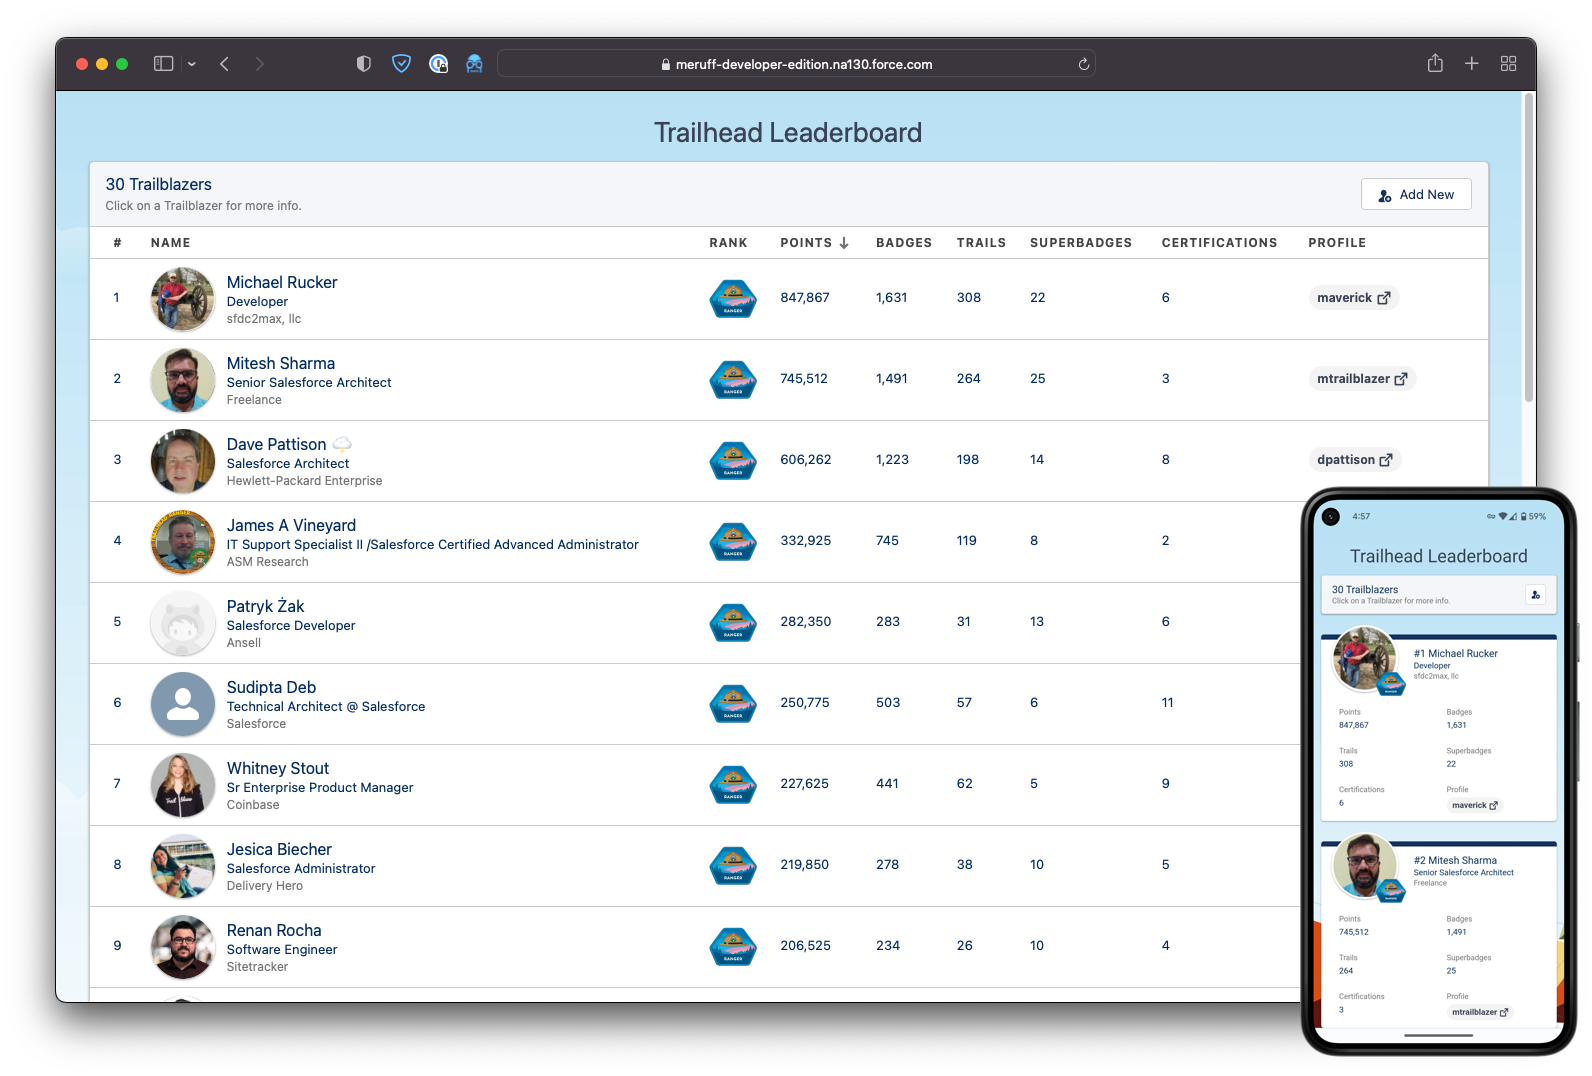 meruff-developer-edition.na130.force.com
Trailhead Leaderboard
30 Trailblazers
Click on a Trailblazer for more info.
Add New
# NAME RANK POINTS BADGES TRAILS SUPERBADGES CERTIFICATIONS PROFILE
Michael Rucker
1 Developer RANGER 847,867 1,631 308 22 6 maverick
sfdc2max, llc
Mitesh Sharma
2 Senior Salesforce Architect RANGER 745,512 1,491 264 25 3 mtrailblazer
Freelance
Dave Pattison
3 Salesforce Architect RANGER 606,262 1,223 198 14 8 dpattison
Hewlett-Packard Enterprise
James A Vineyard
4 IT Support Specialist II /Salesforce Certified Advanced Administrator RANGER 332,925 745 119 8 2
ASM Research
Patryk Żak
5 Salesforce Developer RANGER 282,350 283 31 13 6
Ansell
Sudipta Deb
6 Technical Architect @ Salesforce RANGER 250,775 503 57 6 11
Salesforce
Whitney Stout
7 Sr Enterprise Product Manager RANGER 227,625 441 62 5 9
Coinbase
Jesica Biecher
8 Salesforce Administrator RANGER 219,850 278 38 10 5
Delivery Hero
Renan Rocha
9 Software Engineer RANGER 206,525 234 26 10 4
Sitetracker
4:57 59%
Trailhead Leaderboard
30 Trailblazers
Click on a Trailblazer for more info.
#1 Michael Rucker
Developer
sfdc2max, llc
Points Badges
847,867 1,631
Trails Superbadges
308 22
Certifications Profile
6 maverick
#2 Mitesh Sharma
Senior Salesforce Architect
Freelance
Points Badges
745,512 1,491
Trails Superbadges
264 25
Certifications Profile
3 mtrailblazer